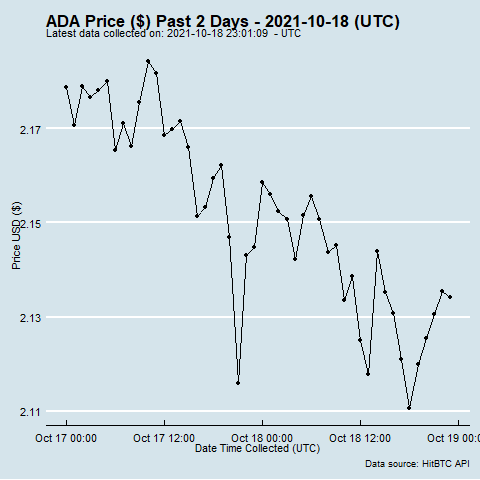 ADA Price ($) Past 2 Days - 2021-10-18 (UTC)
Latest data collected on: 2021-10-18 23:01:09 - UTC
2.17
2.15
2.13
2.11
Price USD ($)
Oct 17 00:00 Oct 17 12:00 Oct 18 00:00 Oct 18 12:00 Oct 19 0
Date Time Collected (UTC)
Data source: HitBTC API